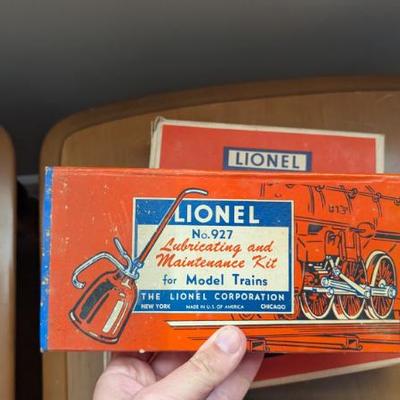 LIONEL
LIONEL
No. 927
Lubricating and
Maintenance Kit
for Model Trains
THE LIONEL CORPORATION
NEW YORK MADE IN U.S. OF AMERICA CHICAGO